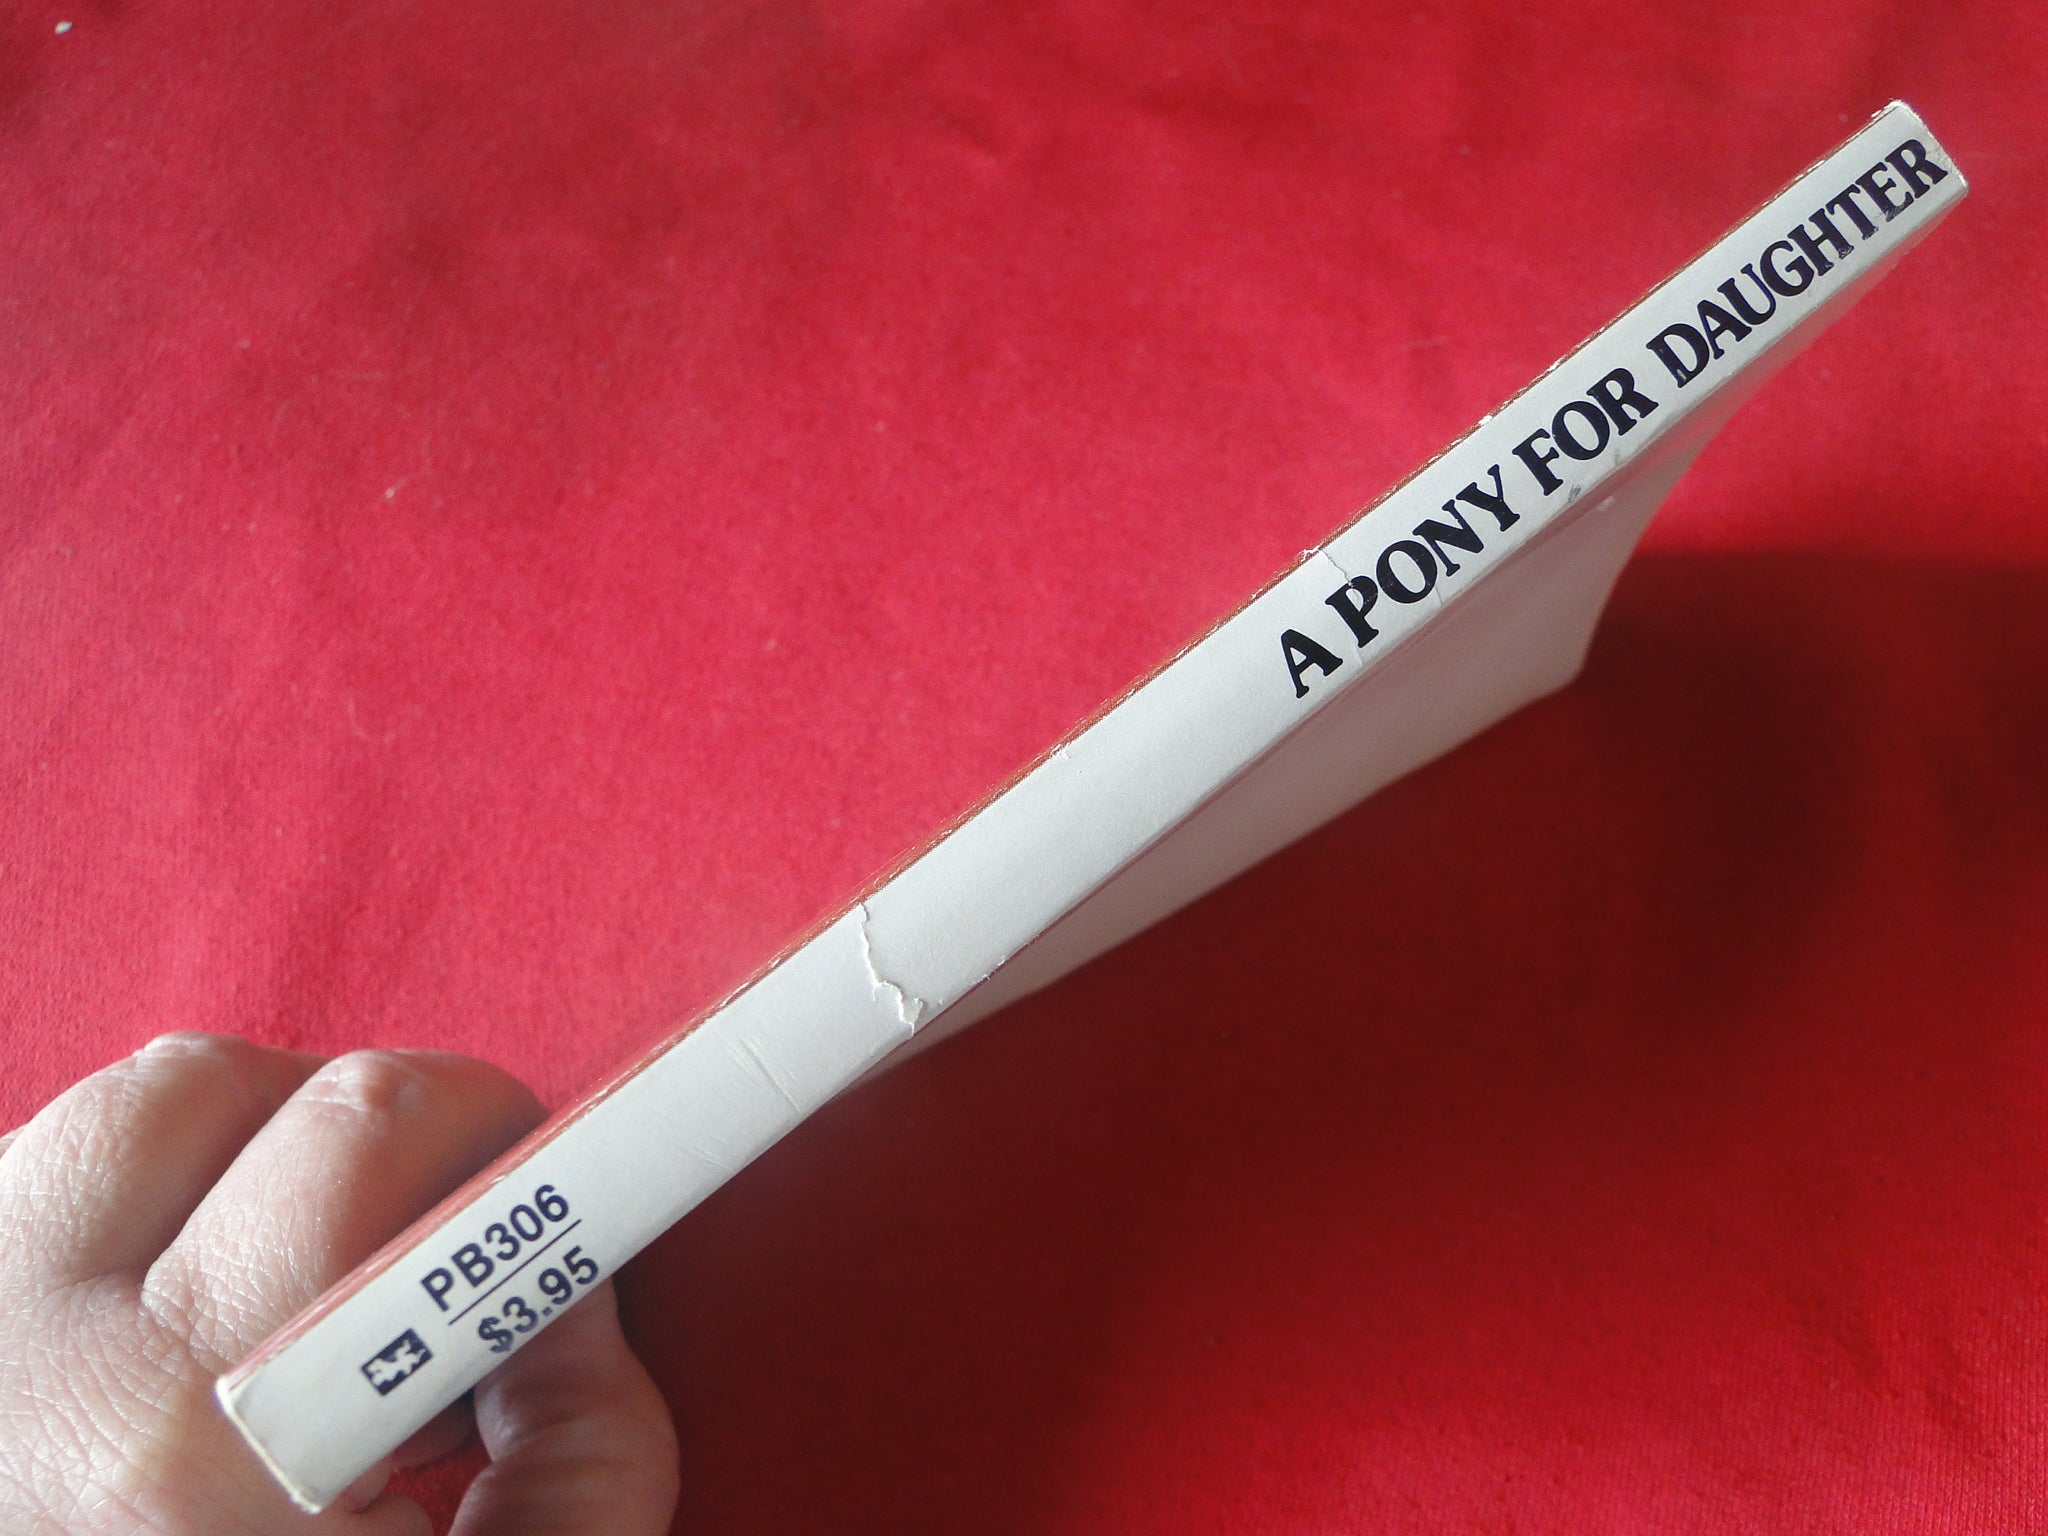 A PONY FOR DAUGHTER
PB306
$3.95